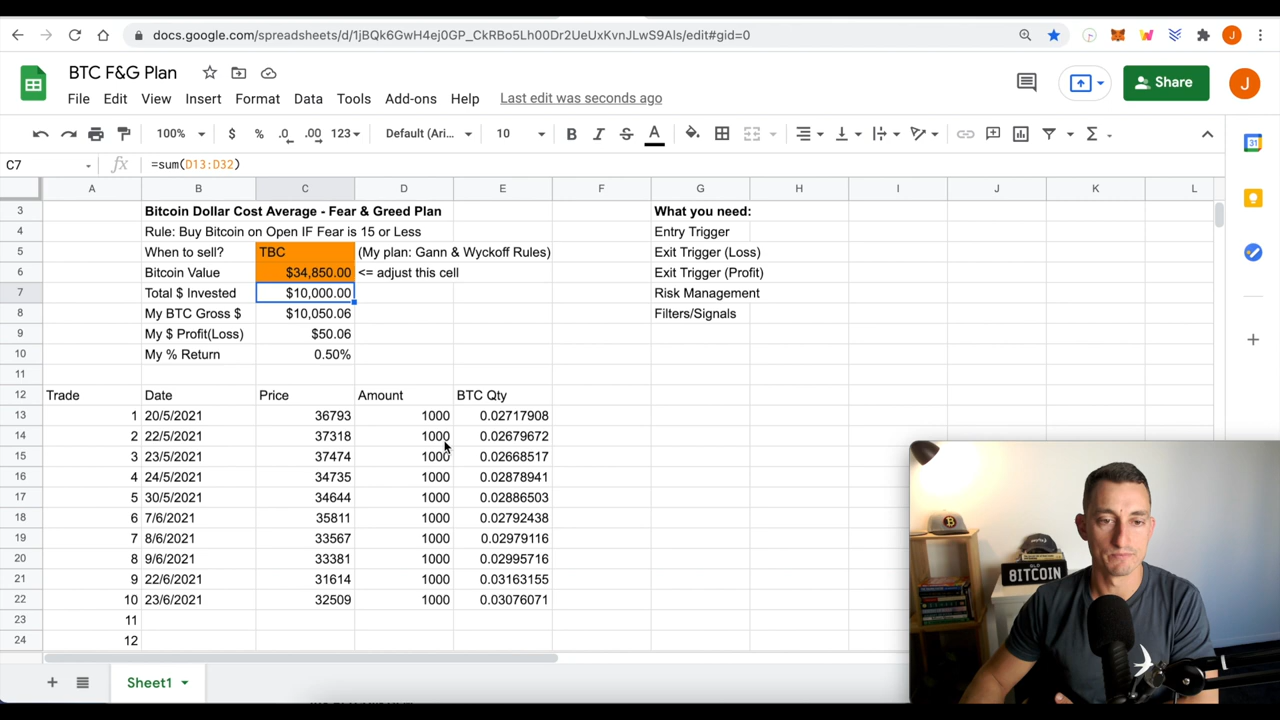 docs.google.com/spreadsheets/d/1jBQk6GwH4ej0GP_CkRBo5Lh00Dr2UeUxKvnJLwS9Als/edit#gid=0
BTC F&G Plan
File Edit View Insert Format Data Tools Add-ons Help Last edit was seconds ago
Share
J
J
100% $ % .0 .00 123 Default (Ari... 10 B I S A
31
C7 fx =sum(D13:D32)
A B C D E F G H I J K L
3 Bitcoin Dollar Cost Average - Fear & Greed Plan What you need:
4 Rule: Buy Bitcoin on Open IF Fear is 15 or Less Entry Trigger
5 When to sell? TBC (My plan: Gann & Wyckoff Rules) Exit Trigger (Loss)
6 Bitcoin Value $34,850.00 <= adjust this cell Exit Trigger (Profit)
7 Total $ Invested $10,000.00 Risk Management
8 My BTC Gross $ $10,050.06 Filters/Signals
9 My $ Profit(Loss) $50.06
10 My % Return 0.50%
11
12 Trade Date Price Amount BTC Qty
13 1 20/5/2021 36793 1000 0.02717908
14 2 22/5/2021 37318 1000 0.02679672
15 3 23/5/2021 37474 1000 0.02668517
16 4 24/5/2021 34735 1000 0.02878941
17 5 30/5/2021 34644 1000 0.02886503
18 6 7/6/2021 35811 1000 0.02792438
19 7 8/6/2021 33567 1000 0.02979116
20 8 9/6/2021 33381 1000 0.02995716
21 9 22/6/2021 31614 1000 0.03163155
22 10 23/6/2021 32509 1000 0.03076071
23 11
24 12
8ITCOIN
Sheet1